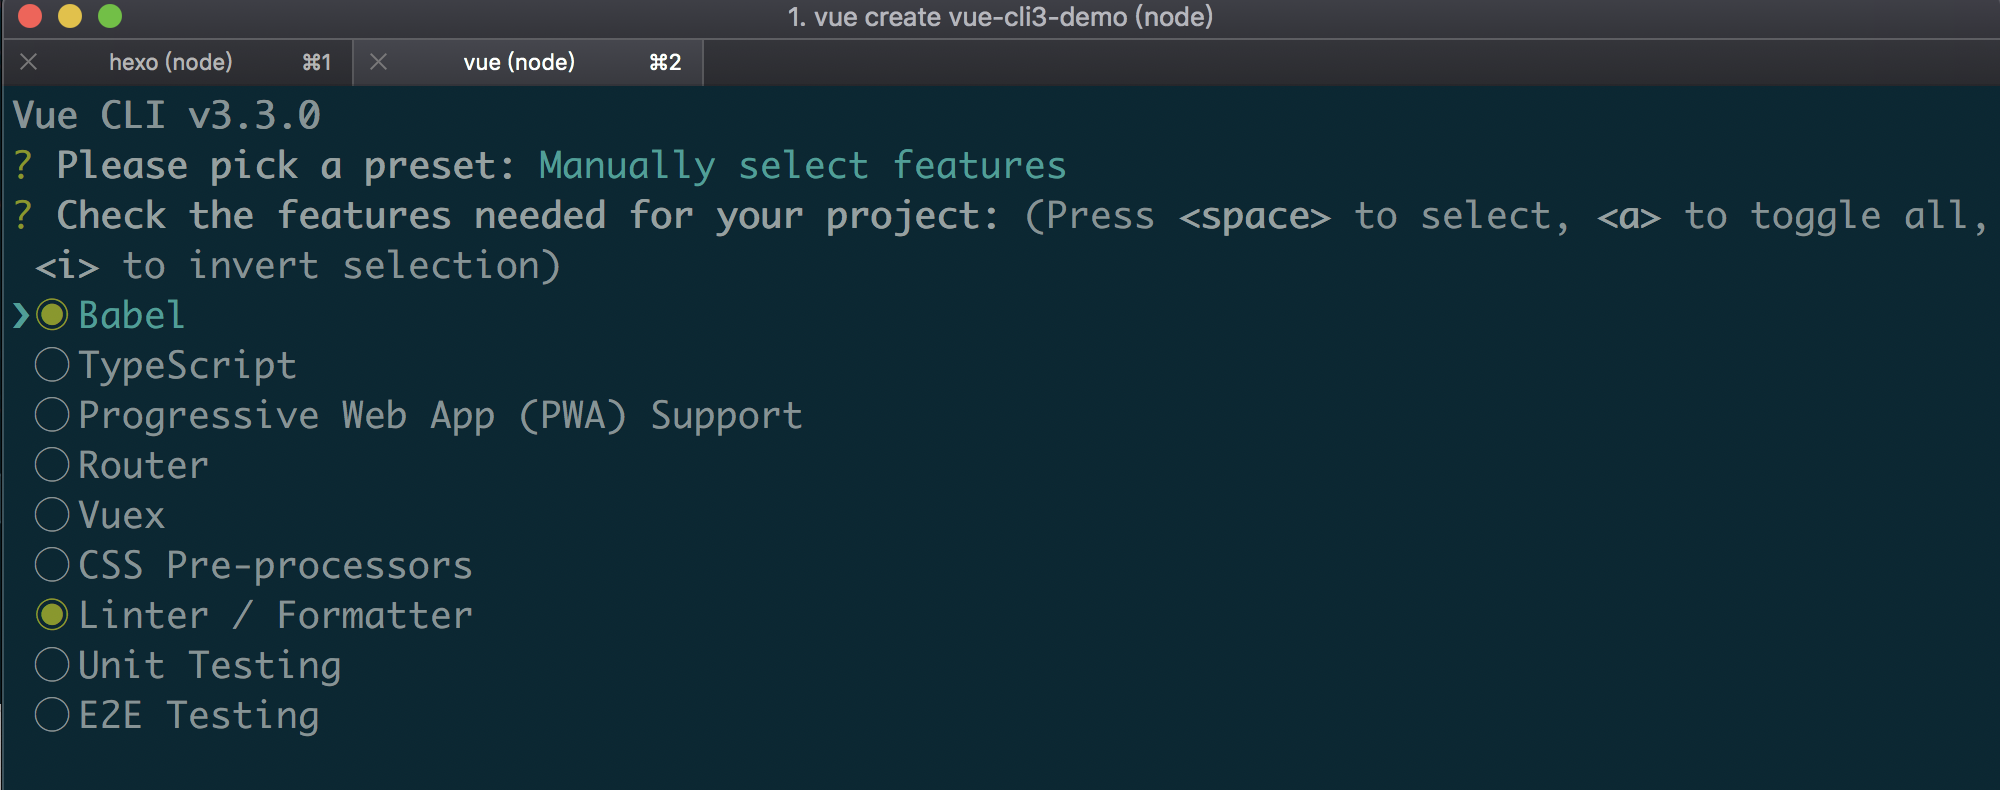 1. vue create vue-cli3-demo (node)
hexo (node) ⌘1 vue (node) ⌘2
Vue CLI v3.3.0
? Please pick a preset: Manually select features
? Check the features needed for your project: (Press <space> to select, <a> to toggle all,
<i> to invert selection)
❯◉ Babel
◯ TypeScript
◯ Progressive Web App (PWA) Support
◯ Router
◯ Vuex
◯ CSS Pre-processors
◉ Linter / Formatter
◯ Unit Testing
◯ E2E Testing